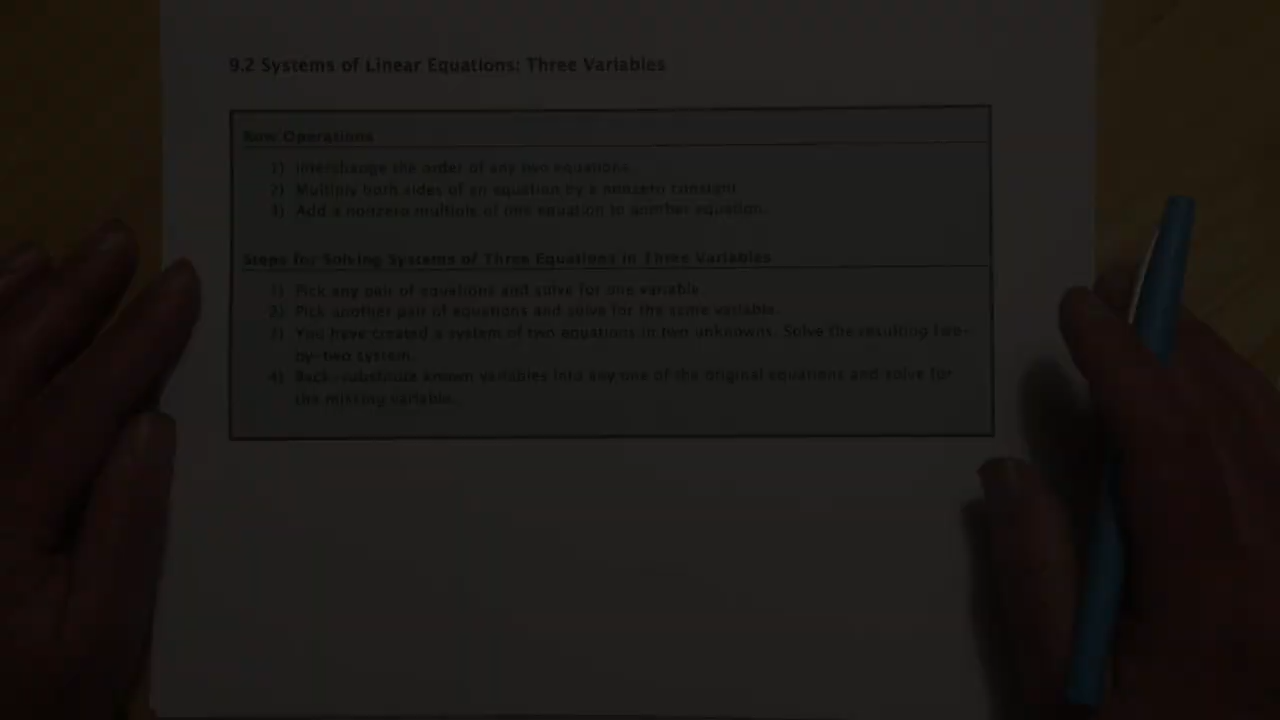 9.2 Systems of Linear Equations: Three Variables
Row Operations
1) Interchange the order of any two equations.
2) Multiply both sides of an equation by a nonzero constant.
3) Add a nonzero multiple of one equation to another equation.
Steps for Solving Systems of Three Equations in Three Variables
1) Pick any pair of equations and solve for one variable.
2) Pick another pair of equations and solve for the same variable.
3) You have created a system of two equations in two unknowns. Solve the resulting two-
by-two system.
4) Back-substitute known variables into any one of the original equations and solve for
the missing variable.